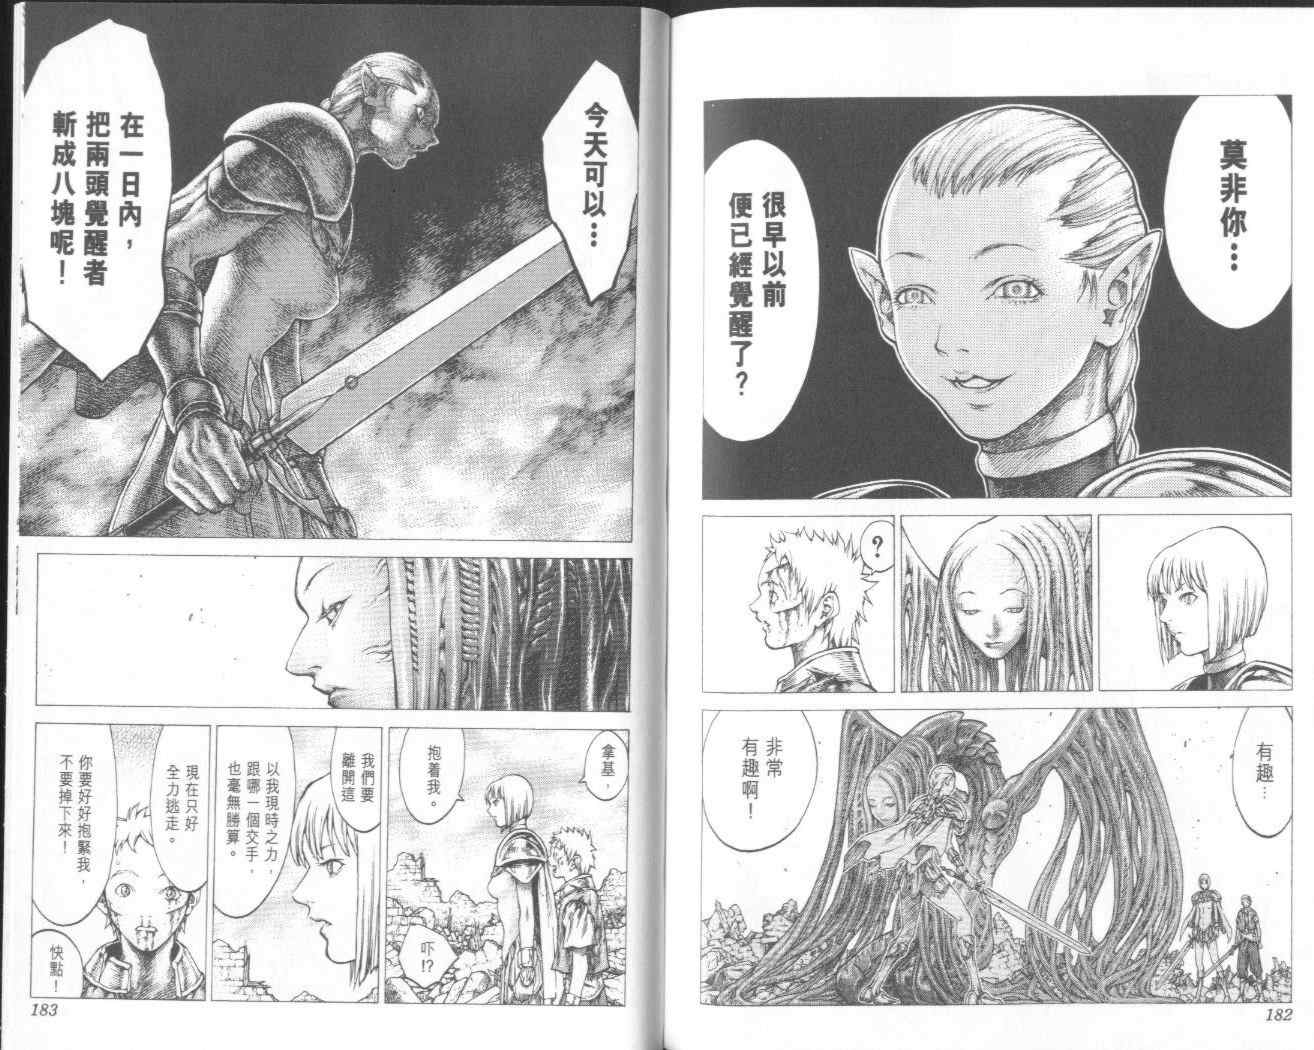 莫非你…
很早以前
便已經覺醒了？
？
有趣…
非常
有趣啊！
182
今天可以…
在一日內，
把兩頭覺醒者
斬成八塊呢！
拿基，
抱着我。
吓!?
我們要
離開這
以我現時之力，
跟哪一個交手，
也毫無勝算。
現在只好
全力逃走。
你要好好抱緊我，
不要掉下來！
快點！
183